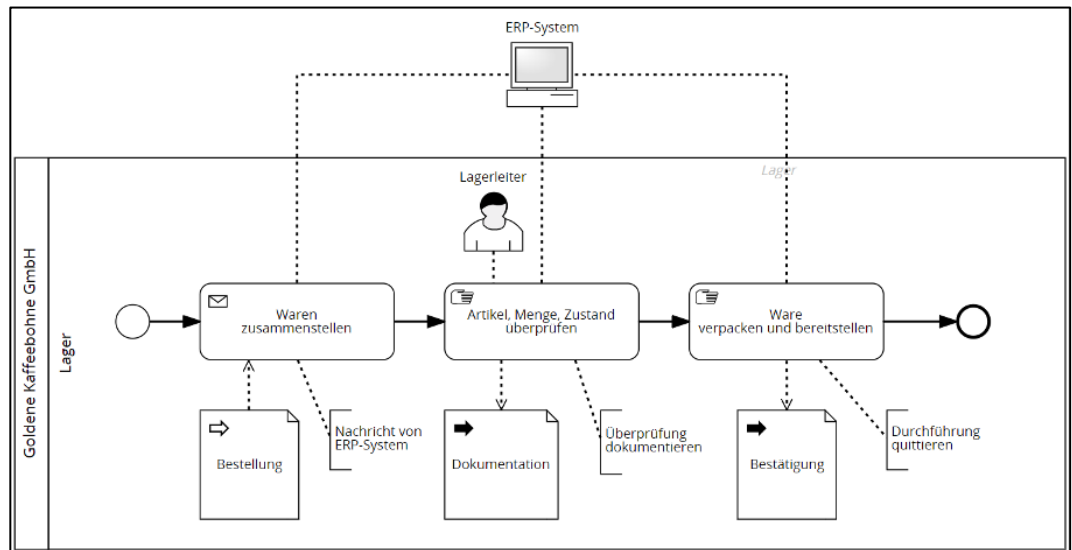 ERP-System
Lager
Lagerleiter
Goldene Kaffeebohne GmbH
Lager
Waren
zusammenstellen
Artikel, Menge, Zustand
überprüfen
Ware
verpacken und bereitstellen
Bestellung
Nachricht von
ERP-System
Dokumentation
Überprüfung
dokumentieren
Bestätigung
Durchführung
quittieren